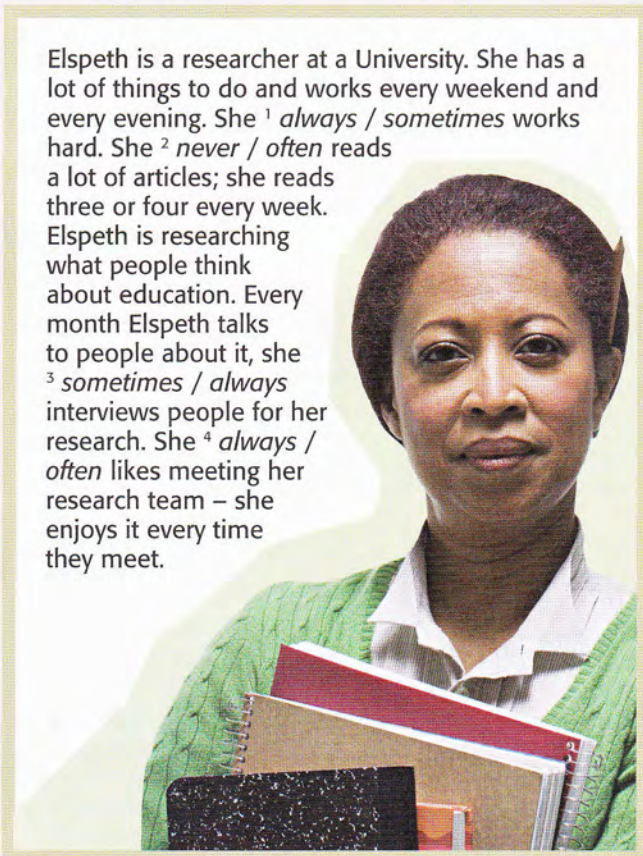 Elspeth is a researcher at a University. She has a
lot of things to do and works every weekend and
every evening. She ¹ always / sometimes works
hard. She ² never / often reads
a lot of articles; she reads
three or four every week.
Elspeth is researching
what people think
about education. Every
month Elspeth talks
to people about it, she
³ sometimes / always
interviews people for her
research. She ⁴ always /
often likes meeting her
research team – she
enjoys it every time
they meet.